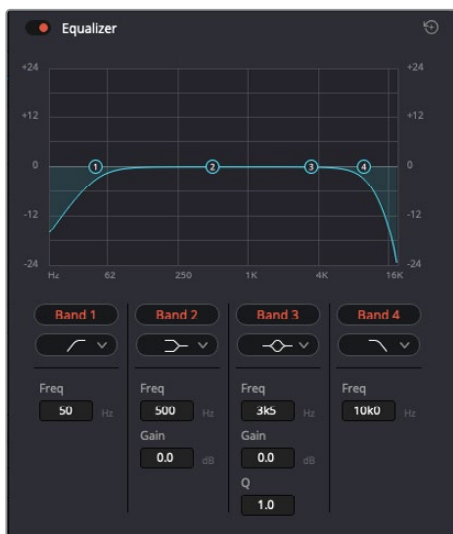 Equalizer
+24 +24
+12 +12
0 1 2 3 4 0
-12 -12
-24 -24
Hz 62 250 1K 4K 16K
Band 1 Band 2 Band 3 Band 4
Freq Freq Freq Freq
50 Hz 500 Hz 3k5 Hz 10k0 Hz
Gain Gain
0.0 dB 0.0 dB
Q
1.0